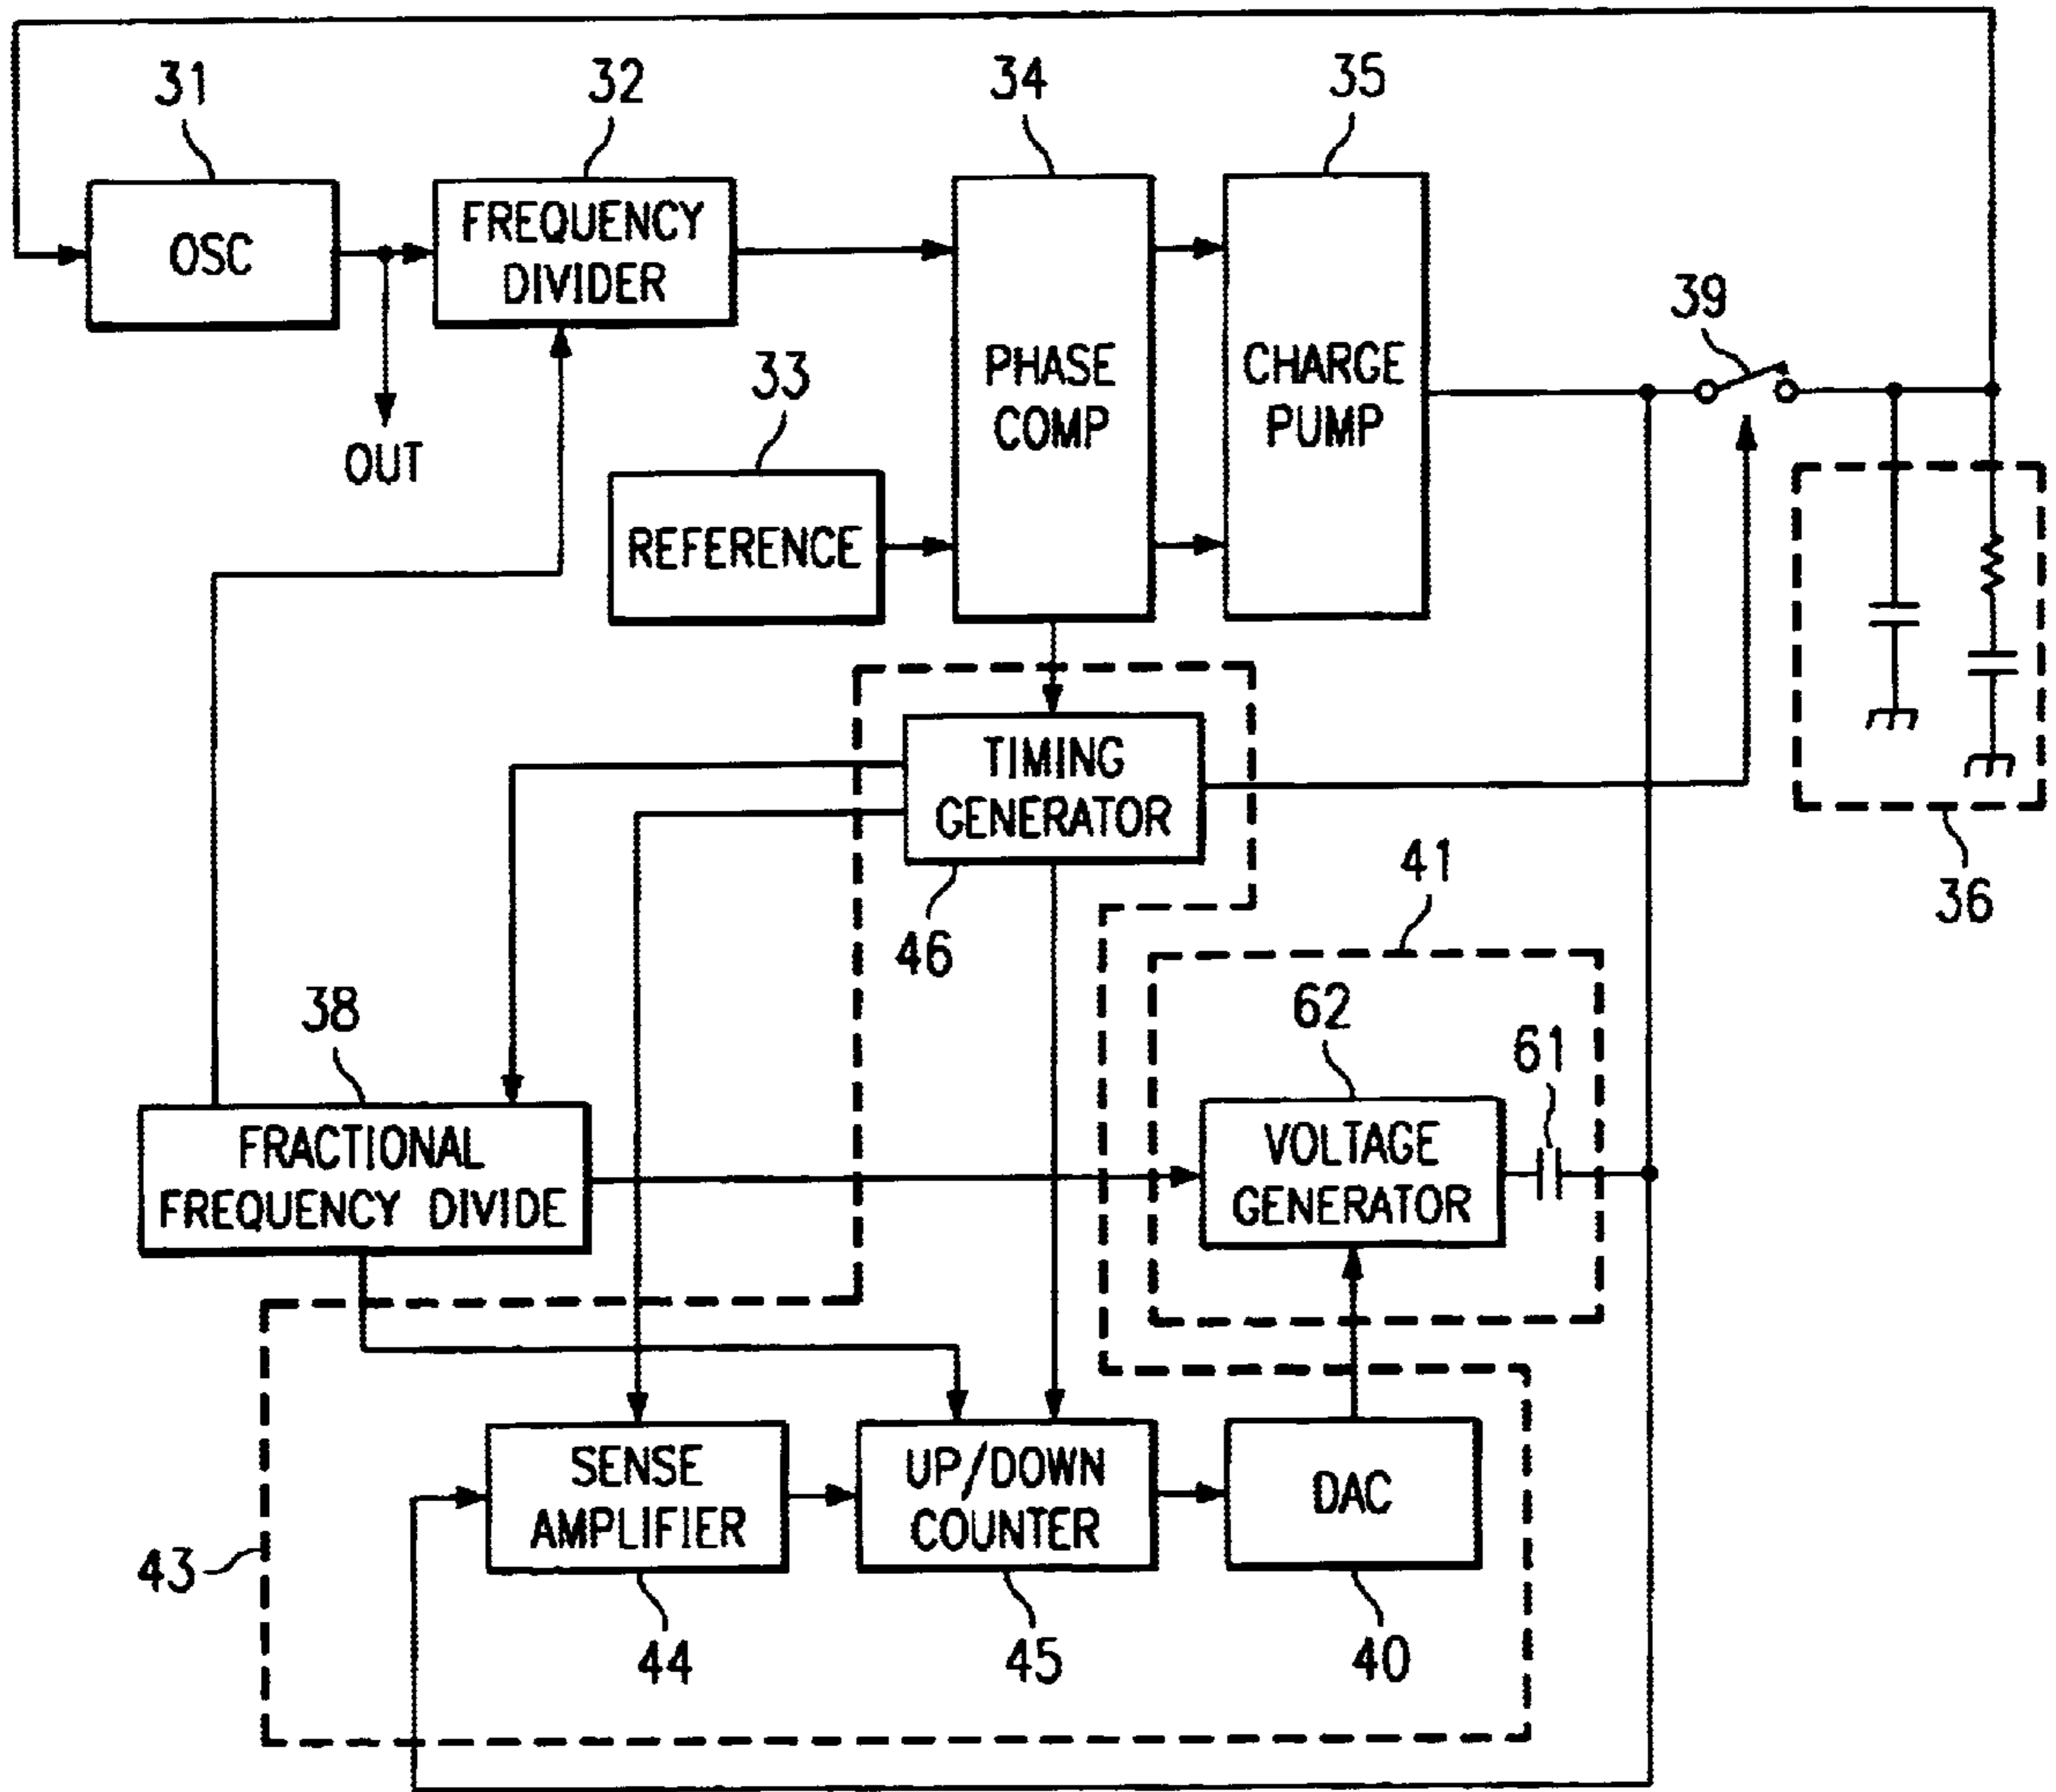 31
32
34
35
OSC
FREQUENCY
DIVIDER
39
33
PHASE
COMP
CHARGE
PUMP
OUT
REFERENCE
TIMING
GENERATOR
41
36
46
38
62
61
FRACTIONAL
FREQUENCY DIVIDE
VOLTAGE
GENERATOR
SENSE
AMPLIFIER
UP/DOWN
COUNTER
DAC
43
44
45
40